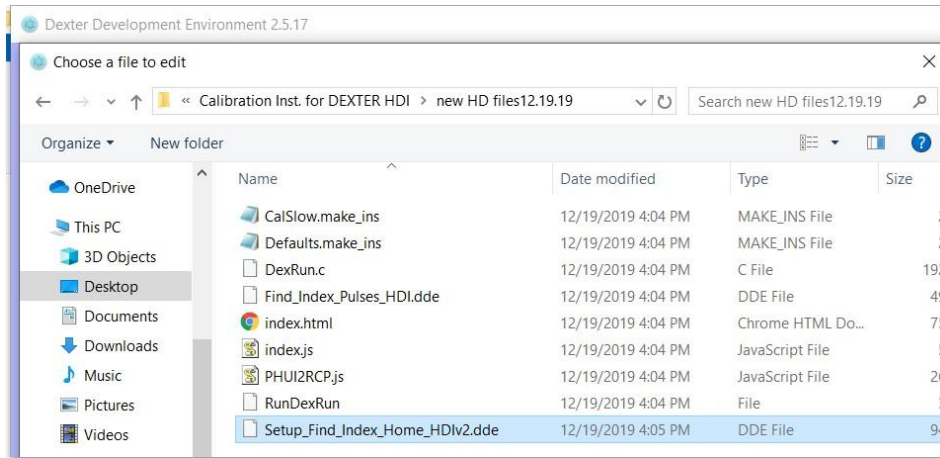 Dexter Development Environment 2.5.17
Choose a file to edit
« Calibration Inst. for DEXTER HDI > new HD files12.19.19
Search new HD files12.19.19
Organize
New folder
?
OneDrive
This PC
3D Objects
Desktop
Documents
Downloads
Music
Pictures
Videos
Name Date modified Type Size
CalSlow.make_ins 12/19/2019 4:04 PM MAKE_INS File
Defaults.make_ins 12/19/2019 4:04 PM MAKE_INS File
DexRun.c 12/19/2019 4:04 PM C File
Find_Index_Pulses_HDI.dde 12/19/2019 4:04 PM DDE File
index.html 12/19/2019 4:04 PM Chrome HTML Do...
index.js 12/19/2019 4:04 PM JavaScript File
PHUI2RCP.js 12/19/2019 4:04 PM JavaScript File
RunDexRun 12/19/2019 4:04 PM File
Setup_Find_Index_Home_HDIv2.dde 12/19/2019 4:05 PM DDE File